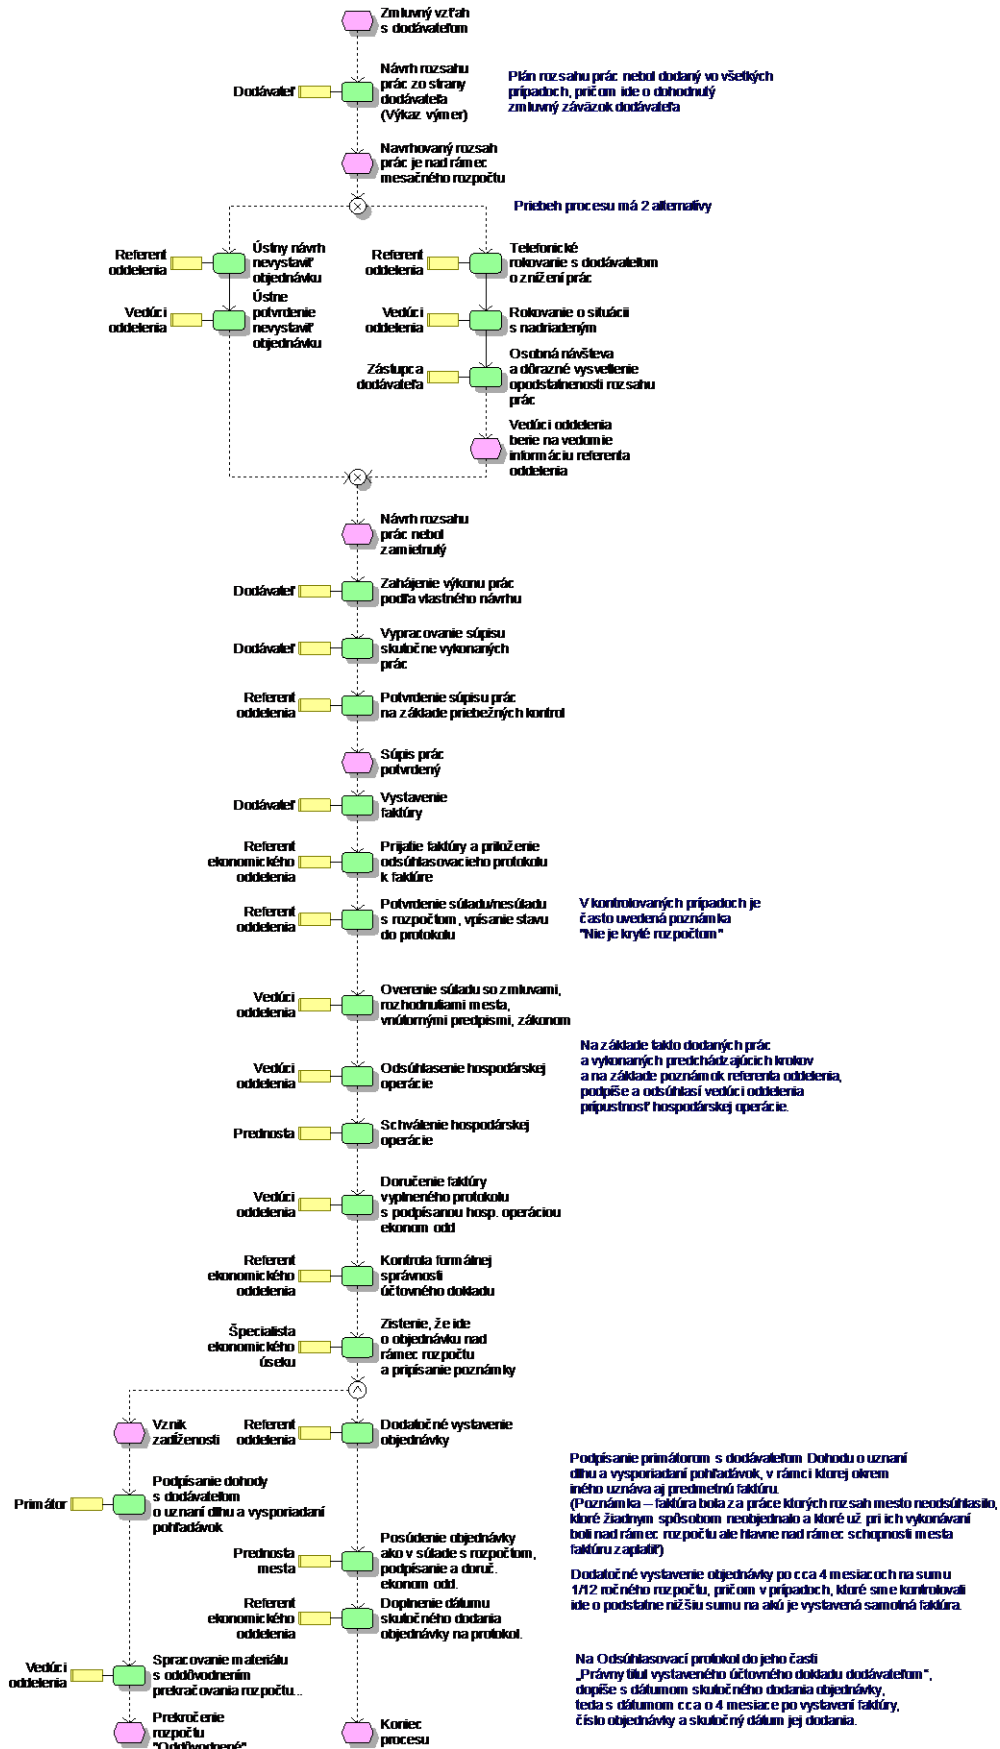 Zmluvný vzťah
s dodávateľom
Dodávateľ
Návrh rozsahu
prác zo strany
dodávateľa
(Výkaz výmer)
Plán rozsahu prác nebol dodaný vo všetkých
prípadoch, pričom ide o dohodnutý
zmluvný záväzok dodávateľa
Navrhovaný rozsah
prác je nad rámec
mesačného rozpočtu
Priebeh procesu má 2 alternatívy
Referent
oddelenia
Ústny návrh
nevystaviť
objednávku
Referent
oddelenia
Telefonické
rokovanie s dodávateľom
o znížení prác
Vedúci
oddelenia
Ústne
potvrdenie
nevystaviť
objednávku
Vedúci
oddelenia
Rokovanie o situácii
s nadriadeným
Zástupca
dodávateľa
Osobná návšteva
a dôrazné vysvetlenie
opodstatnenosti rozsahu
prác
Vedúci oddelenia
berie na vedomie
informáciu referenta
oddelenia
Návrh rozsahu
prác nebol
zamietnutý
Dodávateľ
Zahájenie výkonu prác
podľa vlastného návrhu
Dodávateľ
Vypracovanie súpisu
skutočne vykonaných
prác
Referent
oddelenia
Potvrdenie súpisu prác
na základe priebežných kontrol
Súpis prác
potvrdený
Dodávateľ
Vystavenie
faktúry
Referent
ekonomického
oddelenia
Prijatie faktúry a priloženie
odsúhlasovacieho protokolu
k faktúre
Referent
oddelenia
Potvrdenie súladu/nesúladu
s rozpočtom, vpísanie stavu
do protokolu
V kontrolovaných prípadoch je
často uvedená poznámka
"Nie je kryté rozpočtom"
Vedúci
oddelenia
Overenie súladu so zmluvami,
rozhodnutiami mesta,
vnútornými predpismi, zákonom
Vedúci
oddelenia
Odsúhlasenie hospodárskej
operácie
Na základe takto dodaných prác
a vykonaných predchádzajúcich krokov
a na základe poznámok referenta oddelenia,
podpíše a odsúhlasí vedúci oddelenia
prípustnosť hospodárskej operácie.
Prednosta
Schválenie hospodárskej
operácie
Vedúci
oddelenia
Doručenie faktúry
vyplneného protokolu
s podpísanou hosp. operáciou
ekonom odd
Referent
ekonomického
oddelenia
Kontrola formálnej
správnosti
účtovného dokladu
Špecialista
ekonomického
úseku
Zistenie, že ide
o objednávku nad
rámec rozpočtu
a pripísanie poznámky
Vznik
zadĺženosti
Referent
oddelenia
Dodatočné vystavenie
objednávky
Primátor
Podpísanie dohody
s dodávateľom
o uznaní dlhu a vysporiadaní
pohľadávok
Podpísanie primátorom s dodávateľom Dohodu o uznaní
dlhu a vysporiadaní pohľadávok, v rámci ktorej okrem
iného uznáva aj predmetnú faktúru.
(Poznámka – faktúra bola za práce ktorých rozsah mesto neodsúhlasilo,
ktoré žiadnym spôsobom neobjednalo a ktoré už pri ich vykonávaní
boli nad rámec rozpočtu ale hlavne nad rámec schopnosti mesta
faktúru zaplatiť)
Prednosta
mesta
Posúdenie objednávky
ako v súlade s rozpočtom,
podpísanie a doruč.
ekonom odd.
Dodatočné vystavenie objednávky po cca 4 mesiacoch na sumu
1/12 ročného rozpočtu, pričom v prípadoch, ktoré sme kontrolovali
ide o podstatne nižšiu sumu na akú je vystavená samotná faktúra.
Referent
ekonomického
oddelenia
Doplnenie dátumu
skutočného dodania
objednávky na protokol.
Vedúci
oddelenia
Spracovanie materiálu
s odôvodnením
prekračovania rozpočtu...
Na Odsúhlasovací protokol do jeho časti
„Právny titul vystaveného účtovného dokladu dodávateľom",
dopíše s dátumom skutočného dodania objednávky,
teda s dátumom cca o 4 mesiace po vystavení faktúry,
číslo objednávky a skutočný dátum jej dodania.
Prekročenie
rozpočtu
"Odôvodnené"
Koniec
procesu